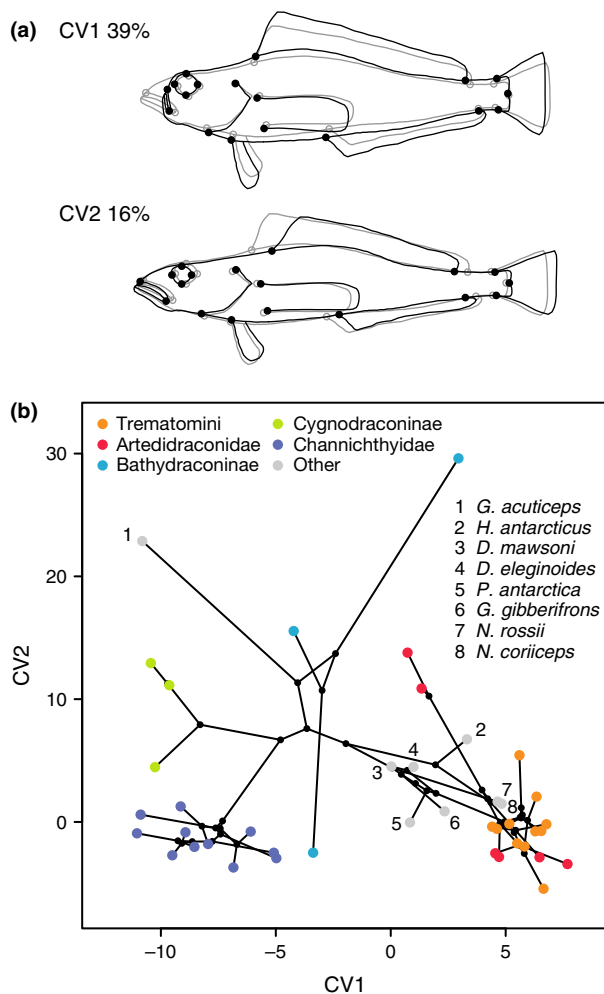 (a)
CV1 39%
CV2 16%
(b)
Trematomini
Artedidraconidae
Bathydraconinae
Cygnodraconinae
Channichthyidae
Other
1 G. acuticeps
2 H. antarcticus
3 D. mawsoni
4 D. eleginoides
5 P. antarctica
6 G. gibberifrons
7 N. rossii
8 N. coriiceps
1
2
3
4
5
6
7
8
CV2
30
20
10
0
−10
−5
0
5
CV1